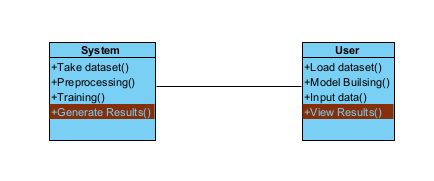 System
+Take dataset()
+Preprocessing()
+Training()
+Generate Results()
User
+Load dataset()
+Model Builsing()
+Input data()
+View Results()